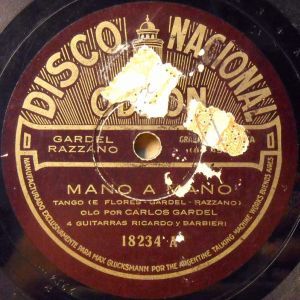 DISCO NACIONAL
ODEON
GARDEL
RAZZANO
MANO A MANO
TANGO (E FLORES - GARDEL - RAZZANO)
OLO POR CARLOS GARDEL
4 GUITARRAS RICARDO y BARBIERI
18234 A
MANUFACTURADO EXCLUSIVAMENTE PARA MAX GLUCKSMANN POR THE ARGENTINE TALKING MACHINE WORKS BUENOS AIRES